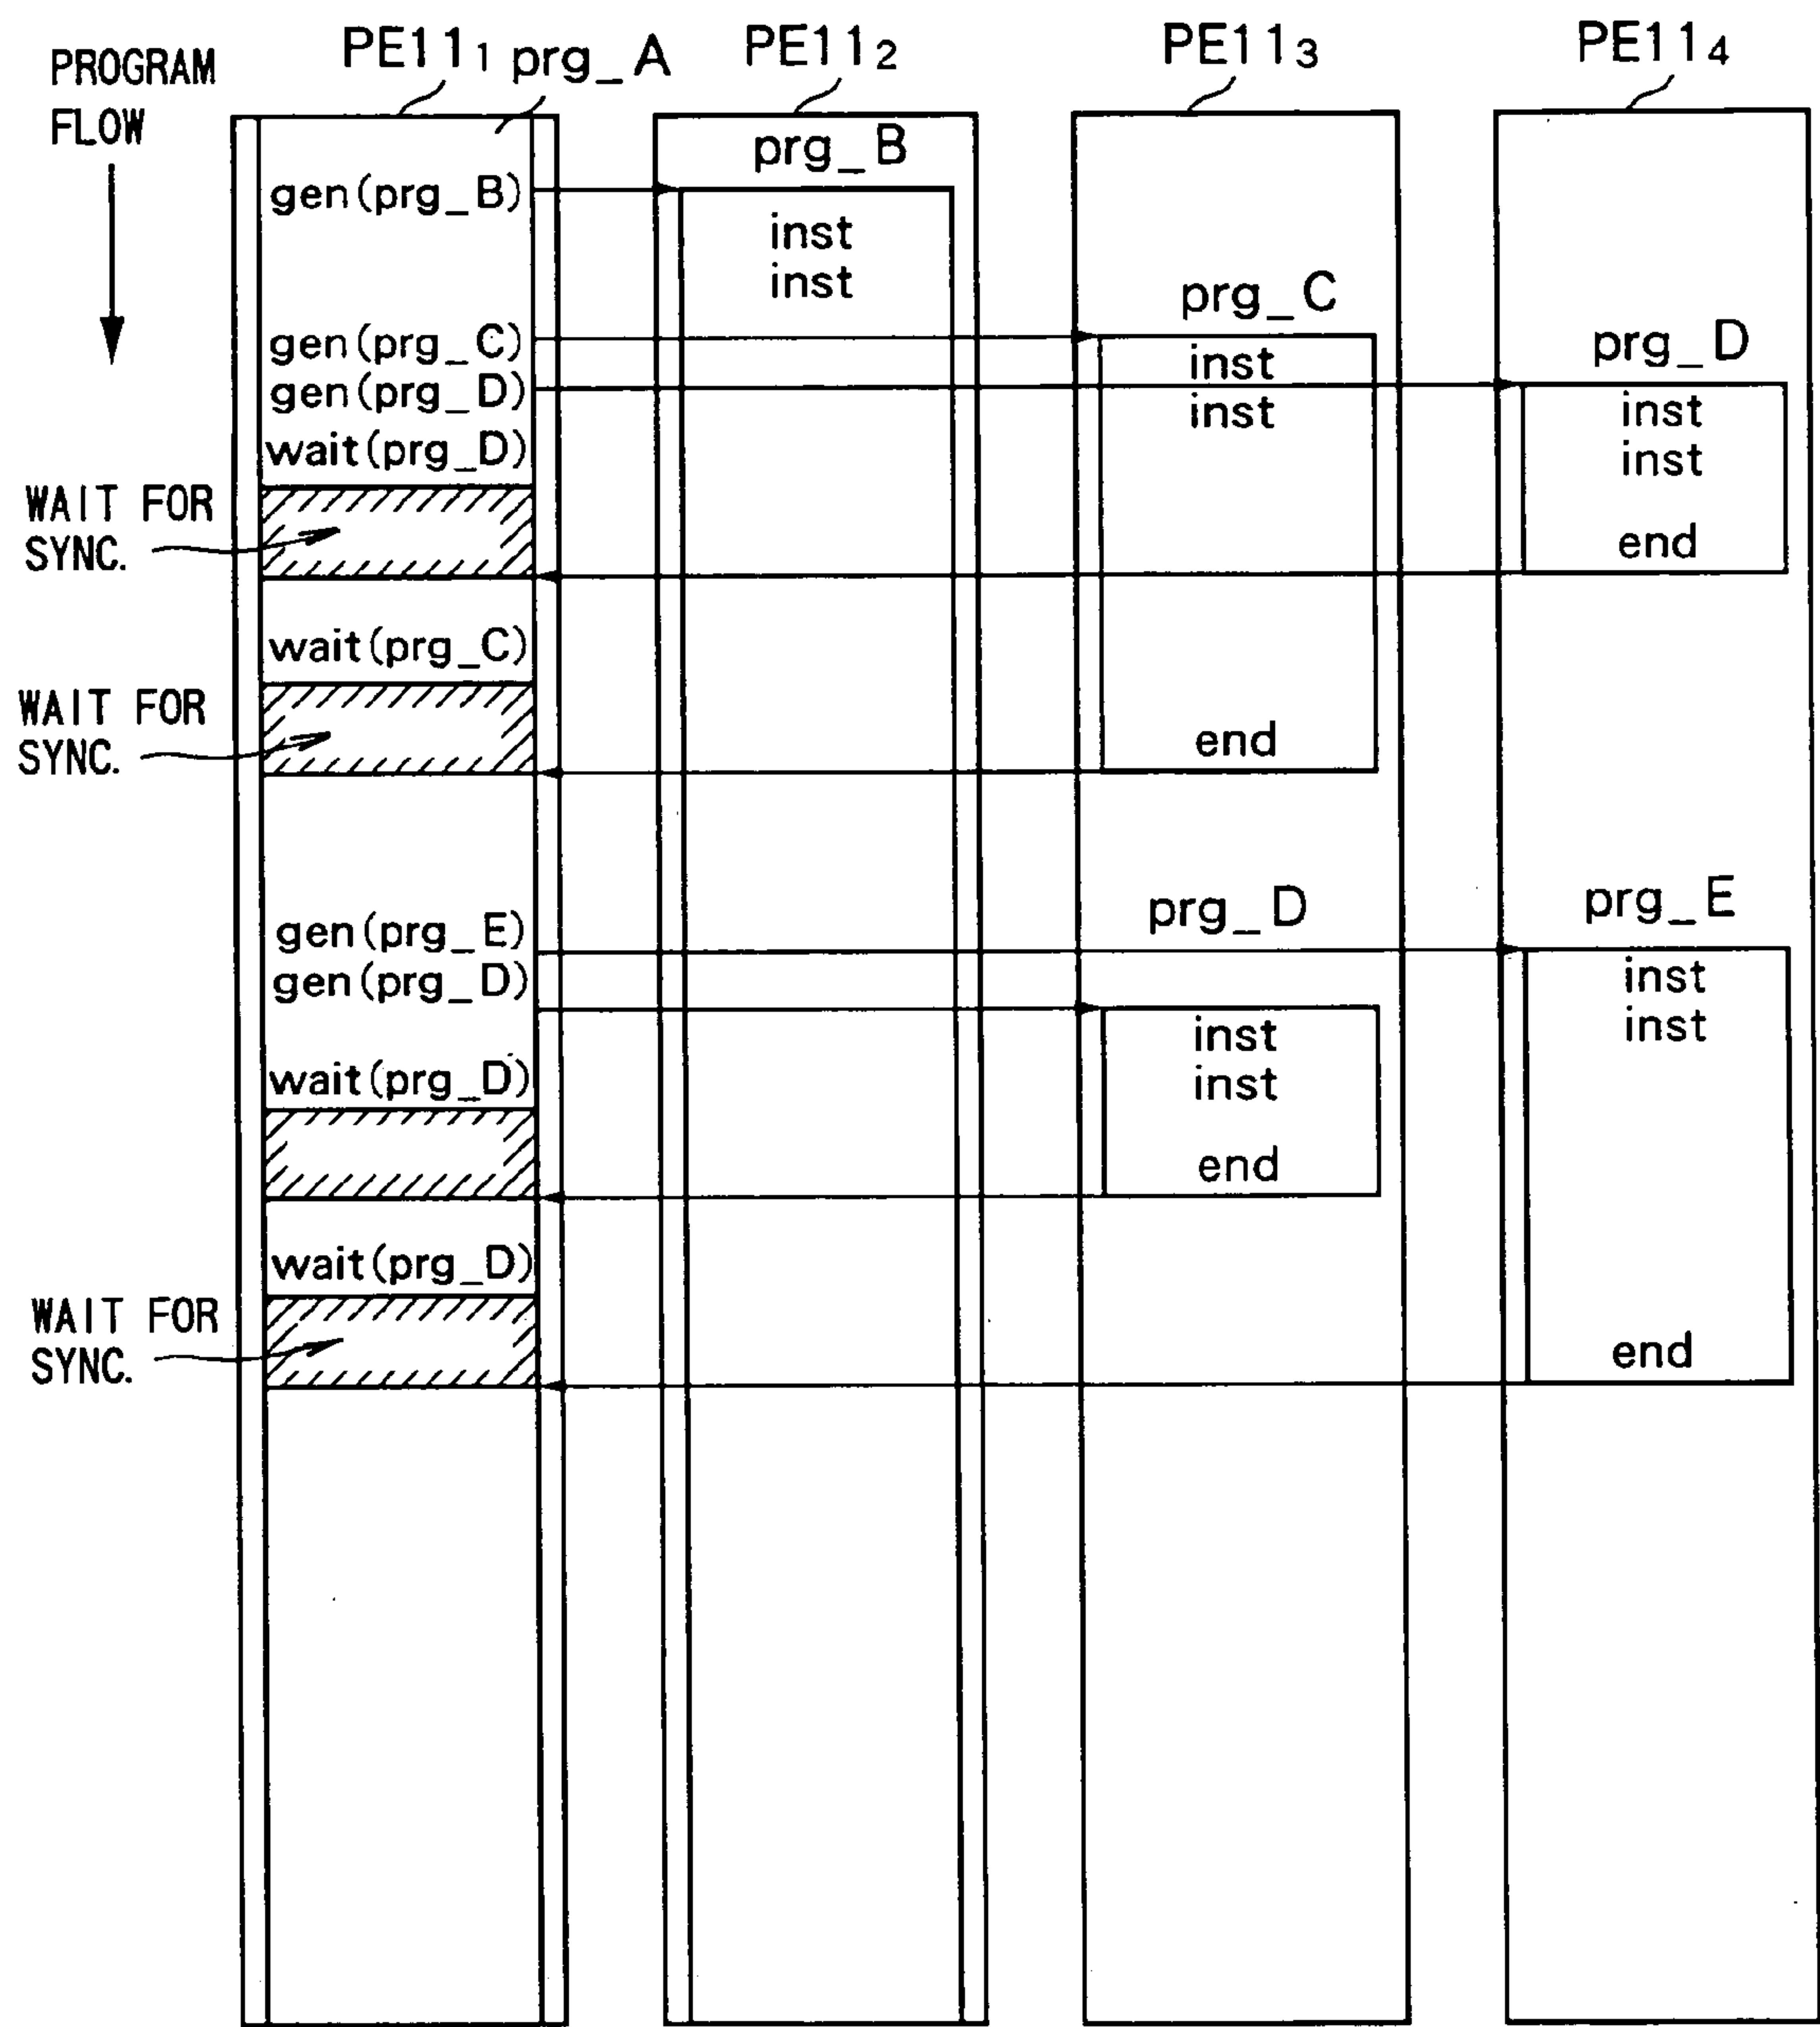 PROGRAM
FLOW
PE11₁
prg_A
PE11₂
PE11₃
PE11₄
prg_B
gen(prg_B)
inst
inst
prg_C
gen(prg_C)
inst
prg_D
gen(prg_D)
inst
inst
wait(prg_D)
inst
WAIT FOR
SYNC.
end
wait(prg_C)
WAIT FOR
SYNC.
end
prg_D
prg_E
gen(prg_E)
gen(prg_D)
inst
inst
inst
wait(prg_D)
inst
end
wait(prg_D)
WAIT FOR
SYNC.
end